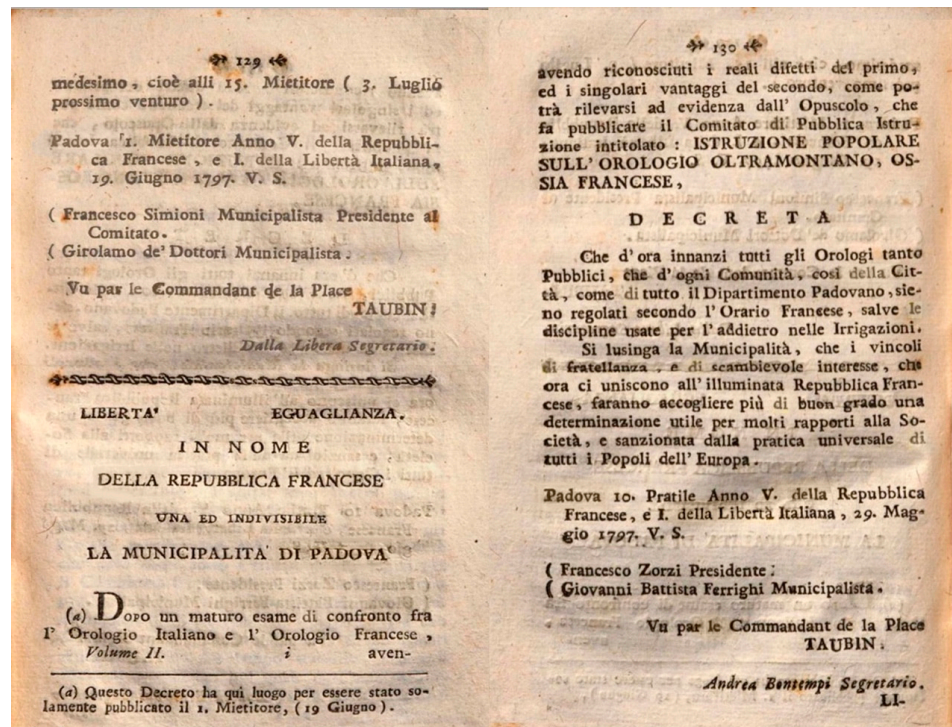 129
medesimo, cioè alli 15. Mietitore ( 3. Luglio
prossimo venturo ) .
Padova 1. Mietitore Anno V. della Repubbli-
ca Francese , e I. della Libertà Italiana,
19. Giugno 1797. V. S.
( Francesco Simioni Municipalista Presidente al
Comitato.
( Girolamo de' Dottori Municipalista .
Vu par le Commandant de la Place
TAUBIN :
Dalla Libera Segretario.
LIBERTA' EGUAGLIANZA.
IN NOME
DELLA REPUBBLICA FRANCESE
UNA ED INDIVISIBILE
LA MUNICIPALITA' DI PADOVA
(a) DOPO un maturo esame di confronto fra
l' Orologio Italiano e l' Orologio Francese ,
Volume II. i aven-
(a) Questo Decreto ha qui luogo per essere stato so-
lamente pubblicato il 1. Mietitore, ( 19 Giugno ) .
130
avendo riconosciuti i reali difetti del primo,
ed i singolari vantaggi del secondo, come po-
trà rilevarsi ad evidenza dall' Opuscolo , che
fa pubblicare il Comitato di Pubblica Istru-
zione intitolato : ISTRUZIONE POPOLARE
SULL' OROLOGIO OLTRAMONTANO, OS-
SIA FRANCESE ,
DECRETA
Che d' ora innanzi tutti gli Orologi tanto
Pubblici, che d' ogni Comunità, così della Cit-
tà, come di tutto il Dipartimento Padovano, sie-
no regolati secondo l' Orario Francese, salve le
discipline usate per l' addietro nelle Irrigazioni.
Si lusinga la Municipalità, che i vincoli
di fratellanza, e di scambievole interesse, che
ora ci uniscono all' illuminata Repubblica Fran-
cese, faranno accogliere più di buon grado una
determinazione utile per molti rapporti alla So-
cietà, e sanzionata dalla pratica universale di
tutti i Popoli dell' Europa.
Padova 10. Pratile Anno V. della Repubblica
Francese, e I. della Libertà Italiana , 29. Mag-
gio 1797. V. S.
( Francesco Zorzi Presidente .
( Giovanni Battista Ferrighi Municipalista .
Vu par le Commandant de la Place
TAUBIN.
Andrea Bontempi Segretario.
LI-